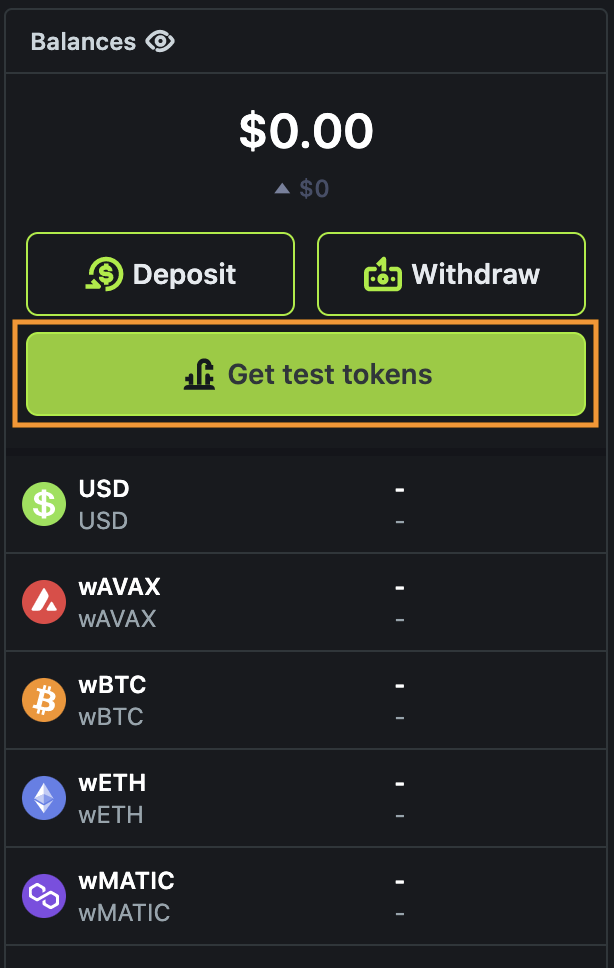 Balances
$0.00
$0
Deposit
Withdraw
Get test tokens
USD -
USD -
wAVAX -
wAVAX -
wBTC -
wBTC -
wETH -
wETH -
wMATIC -
wMATIC -